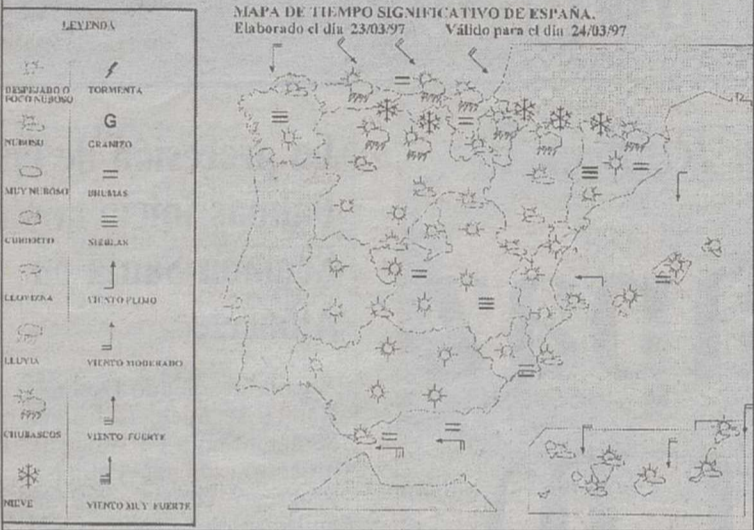 MAPA DE TIEMPO SIGNIFICATIVO DE ESPAÑA.
Elaborado el día 23/03/97 Válido para el día 24/03/97
LEYENDA
DESPEJADO O
POCO NUBOSO
TORMENTA
NUBOSO
G
GRANIZO
MUY NUBOSO
BRUMAS
CUBIERTO
NIEBLAS
LLOVIZNA
VIENTO FLOJO
LLUVIA
VIENTO MODERADO
CHUBASCOS
VIENTO FUERTE
NIEVE
VIENTO MUY FUERTE